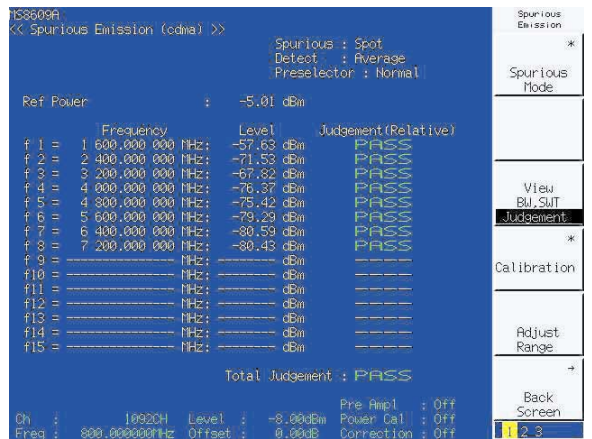 MS8609A
<< Spurious Emission (cdma) >>
Spurious : Spot
Detect : Average
Preselector : Normal
Ref Power : -5.01 dBm
Frequency Level Judgement(Relative)
f 1 = 1 600.000 000 MHz: -57.63 dBm PASS
f 2 = 2 400.000 000 MHz: -71.53 dBm PASS
f 3 = 3 200.000 000 MHz: -67.82 dBm PASS
f 4 = 4 000.000 000 MHz: -76.37 dBm PASS
f 5 = 4 800.000 000 MHz: -75.42 dBm PASS
f 6 = 5 600.000 000 MHz: -79.29 dBm PASS
f 7 = 6 400.000 000 MHz: -80.59 dBm PASS
f 8 = 7 200.000 000 MHz: -80.43 dBm PASS
f 9 = -------------- MHz: ------- dBm -----
f10 = -------------- MHz: ------- dBm -----
f11 = -------------- MHz: ------- dBm -----
f12 = -------------- MHz: ------- dBm -----
f13 = -------------- MHz: ------- dBm -----
f14 = -------------- MHz: ------- dBm -----
f15 = -------------- MHz: ------- dBm -----
Total Judgement : PASS
Pre Ampl : Off
Ch : 1092CH Level : -8.00dBm Power Cal : Off
Freq : 800.000000MHz Offset : 0.00dB Correction : Off
Spurious
Emission
*
Spurious
Mode
View
BW,SWT
Judgement
*
Calibration
Adjust
Range
→
Back
Screen
1 2 3